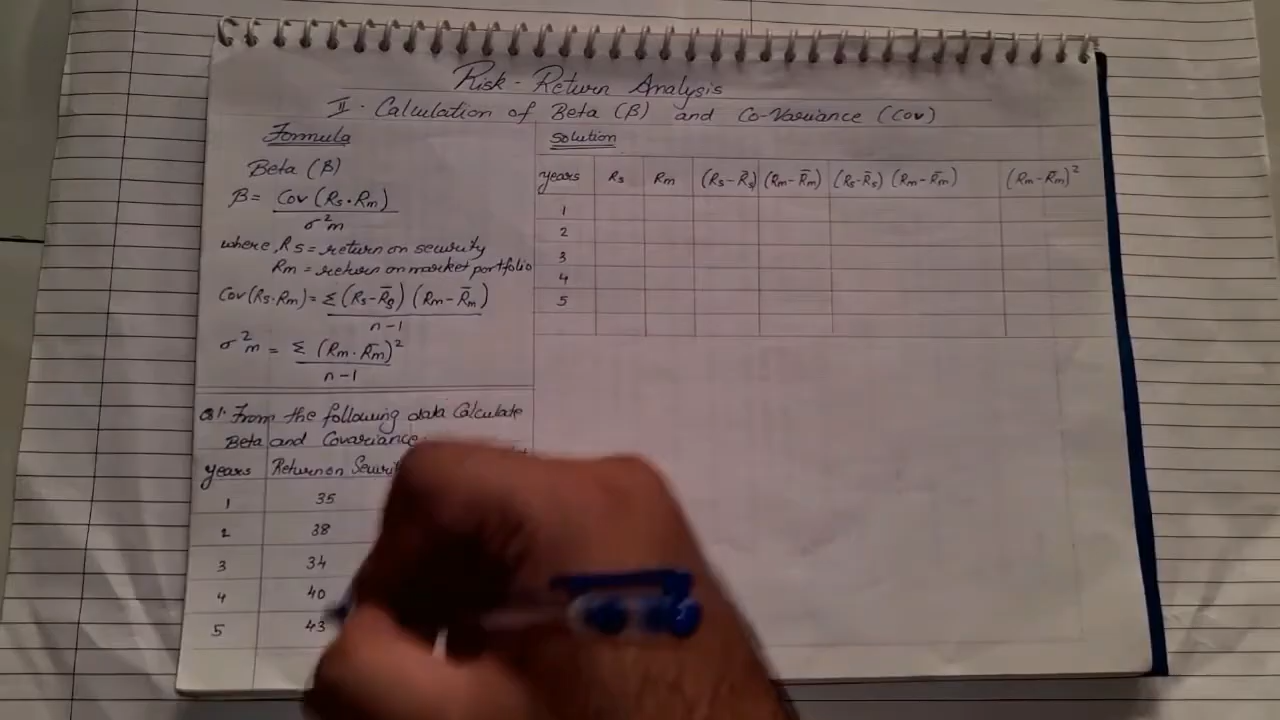 Risk-Return Analysis
II. Calculation of Beta (β) and Co-Variance (Cov)
Formula
Beta (β)
β = Cov (Rs·Rm)
σ²m
where, Rs = return on security
Rm = return on market portfolio
Cov (Rs·Rm) = Σ (Rs-R̄s) (Rm-R̄m)
n-1
σ²m = Σ (Rm·R̄m)²
n-1
Q1. From the following data Calculate
Beta and Covariance
years Return on
1 35
2 38
3 34
4 40
5 43
Solution
years Rs Rm (Rs-R̄s) (Rm-R̄m) (Rs-R̄s) (Rm-R̄m) (Rm-R̄m)²
1
2
3
4
5